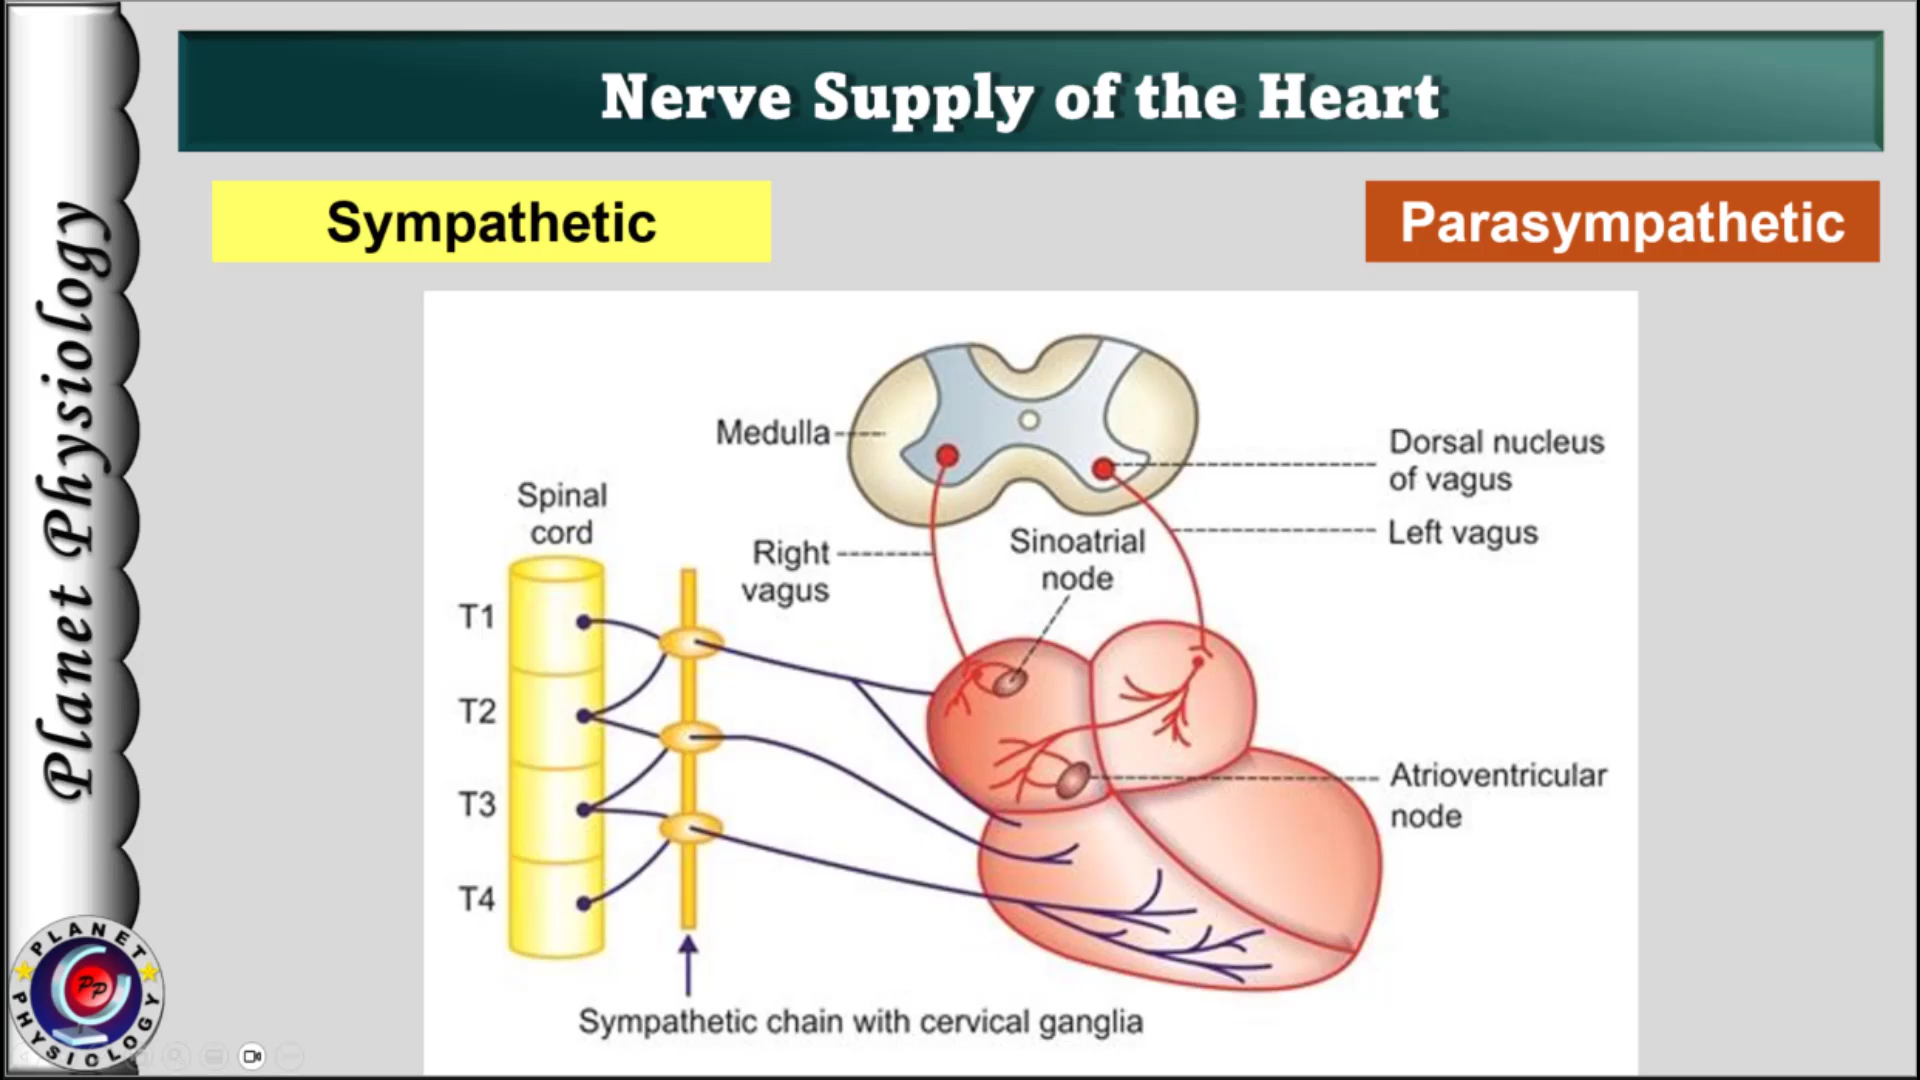 Nerve Supply of the Heart
Sympathetic
Parasympathetic
Planet Physiology
Medulla
Dorsal nucleus
of vagus
Spinal
cord
Left vagus
Sinoatrial
node
Right
vagus
T1
T2
T3
T4
Atrioventricular
node
Sympathetic chain with cervical ganglia
PLANET
PP
PHYSIOLOGY